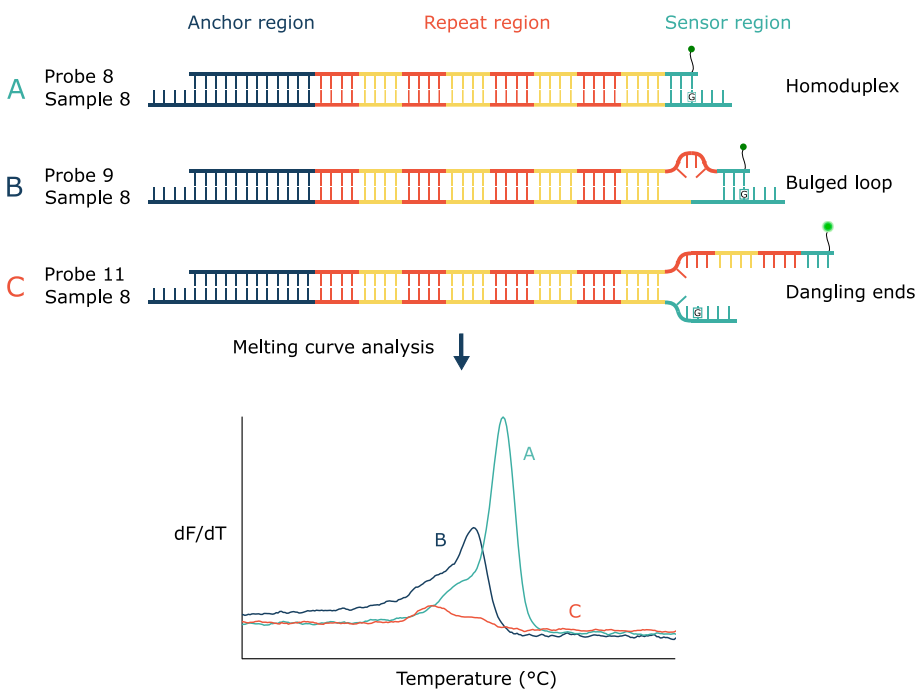 Anchor region
Repeat region
Sensor region
A
Probe 8
Sample 8
G
Homoduplex
B
Probe 9
Sample 8
G
Bulged loop
C
Probe 11
Sample 8
G
Dangling ends
Melting curve analysis
A
B
C
dF/dT
Temperature (°C)